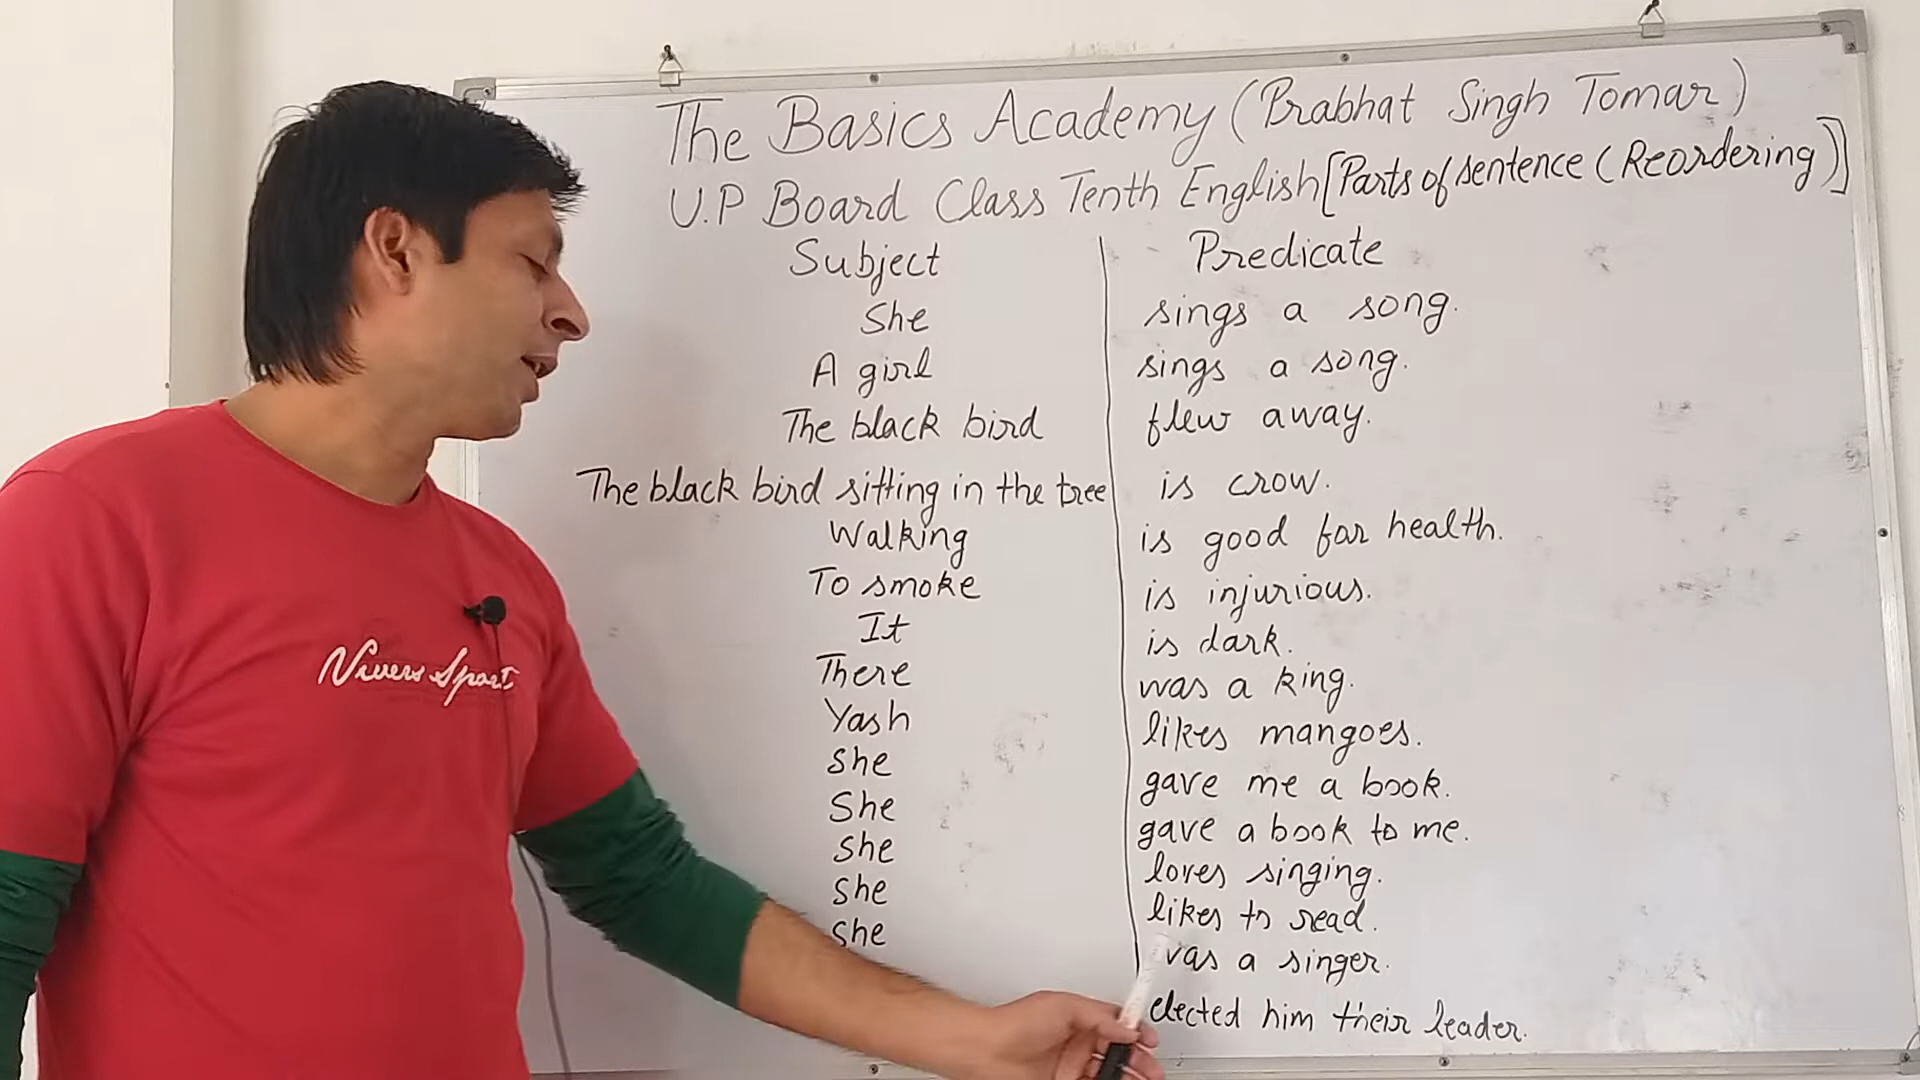 The Basics Academy (Prabhat Singh Tomar)
U.P Board Class Tenth English [Parts of sentence (Reordering)]
Subject Predicate
She sings a song.
A girl sings a song.
The black bird flew away.
The black bird sitting in the tree is crow.
Walking is good for health.
To smoke is injurious.
It is dark.
There was a king.
Yash likes mangoes.
She gave me a book.
She gave a book to me.
She loves singing.
She likes to read.
She was a singer.
elected him their leader.
Nivers Sport